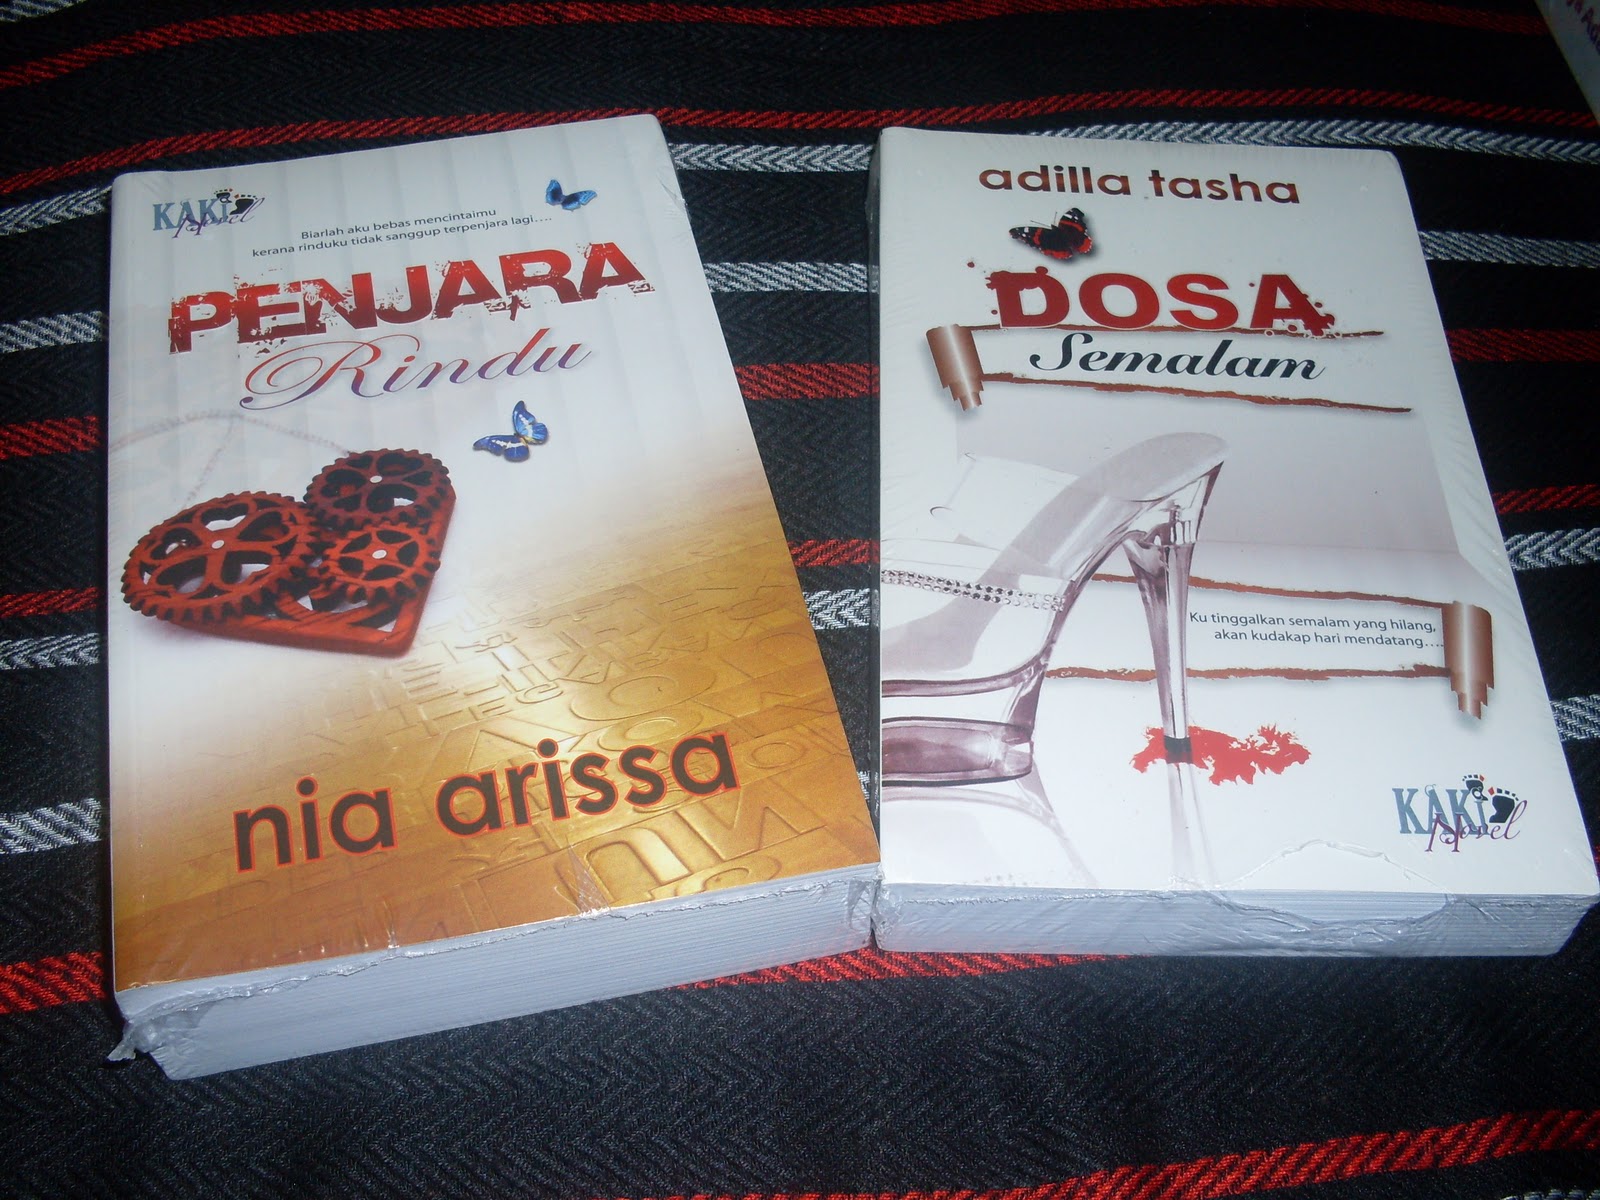 KAKI
Novel
Biarlah aku bebas mencintaimu
kerana rinduku tidak sanggup terpenjara lagi....
PENJARA
Rindu
nia arissa
adilla tasha
DOSA
Semalam
Ku tinggalkan semalam yang hilang,
akan kudakap hari mendatang....
KAKI
Novel